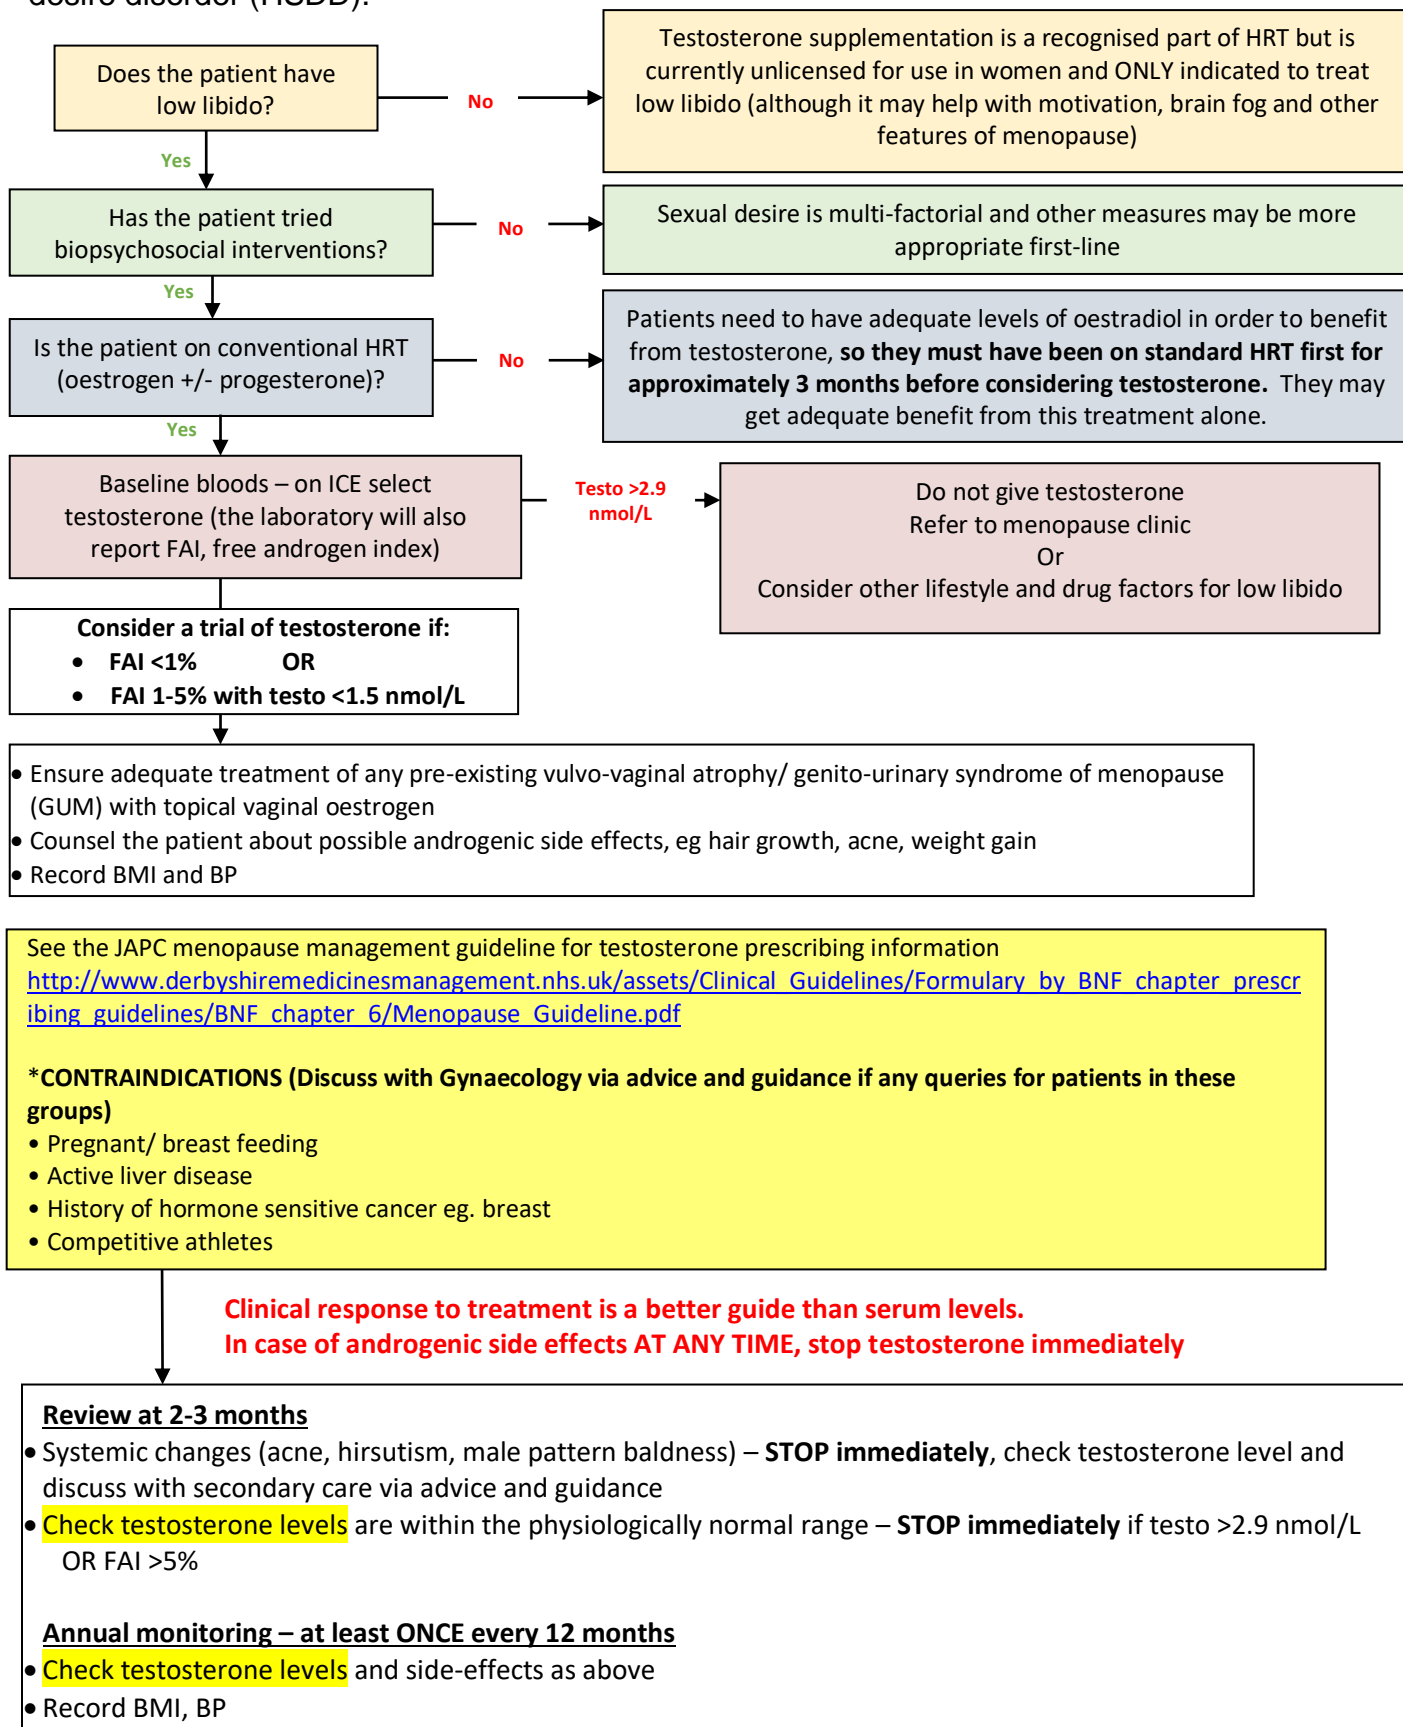 desire disorder (HSDD).
Does the patient have
low libido?
No
Testosterone supplementation is a recognised part of HRT but is
currently unlicensed for use in women and ONLY indicated to treat
low libido (although it may help with motivation, brain fog and other
features of menopause)
Yes
Has the patient tried
biopsychosocial interventions?
No
Sexual desire is multi-factorial and other measures may be more
appropriate first-line
Yes
Is the patient on conventional HRT
(oestrogen +/- progesterone)?
No
Patients need to have adequate levels of oestradiol in order to benefit
from testosterone, so they must have been on standard HRT first for
approximately 3 months before considering testosterone. They may
get adequate benefit from this treatment alone.
Yes
Baseline bloods – on ICE select
testosterone (the laboratory will also
report FAI, free androgen index)
Testo >2.9
nmol/L
Do not give testosterone
Refer to menopause clinic
Or
Consider other lifestyle and drug factors for low libido
Consider a trial of testosterone if:
• FAI <1% OR
• FAI 1-5% with testo <1.5 nmol/L
• Ensure adequate treatment of any pre-existing vulvo-vaginal atrophy/ genito-urinary syndrome of menopause
(GUM) with topical vaginal oestrogen
• Counsel the patient about possible androgenic side effects, eg hair growth, acne, weight gain
• Record BMI and BP
See the JAPC menopause management guideline for testosterone prescribing information
http://www.derbyshiremedicinesmanagement.nhs.uk/assets/Clinical_Guidelines/Formulary_by_BNF_chapter_prescr
ibing_guidelines/BNF_chapter_6/Menopause_Guideline.pdf
*CONTRAINDICATIONS (Discuss with Gynaecology via advice and guidance if any queries for patients in these
groups)
• Pregnant/ breast feeding
• Active liver disease
• History of hormone sensitive cancer eg. breast
• Competitive athletes
Clinical response to treatment is a better guide than serum levels.
In case of androgenic side effects AT ANY TIME, stop testosterone immediately
Review at 2-3 months
• Systemic changes (acne, hirsutism, male pattern baldness) – STOP immediately, check testosterone level and
discuss with secondary care via advice and guidance
• Check testosterone levels are within the physiologically normal range – STOP immediately if testo >2.9 nmol/L
OR FAI >5%
Annual monitoring – at least ONCE every 12 months
• Check testosterone levels and side-effects as above
• Record BMI, BP